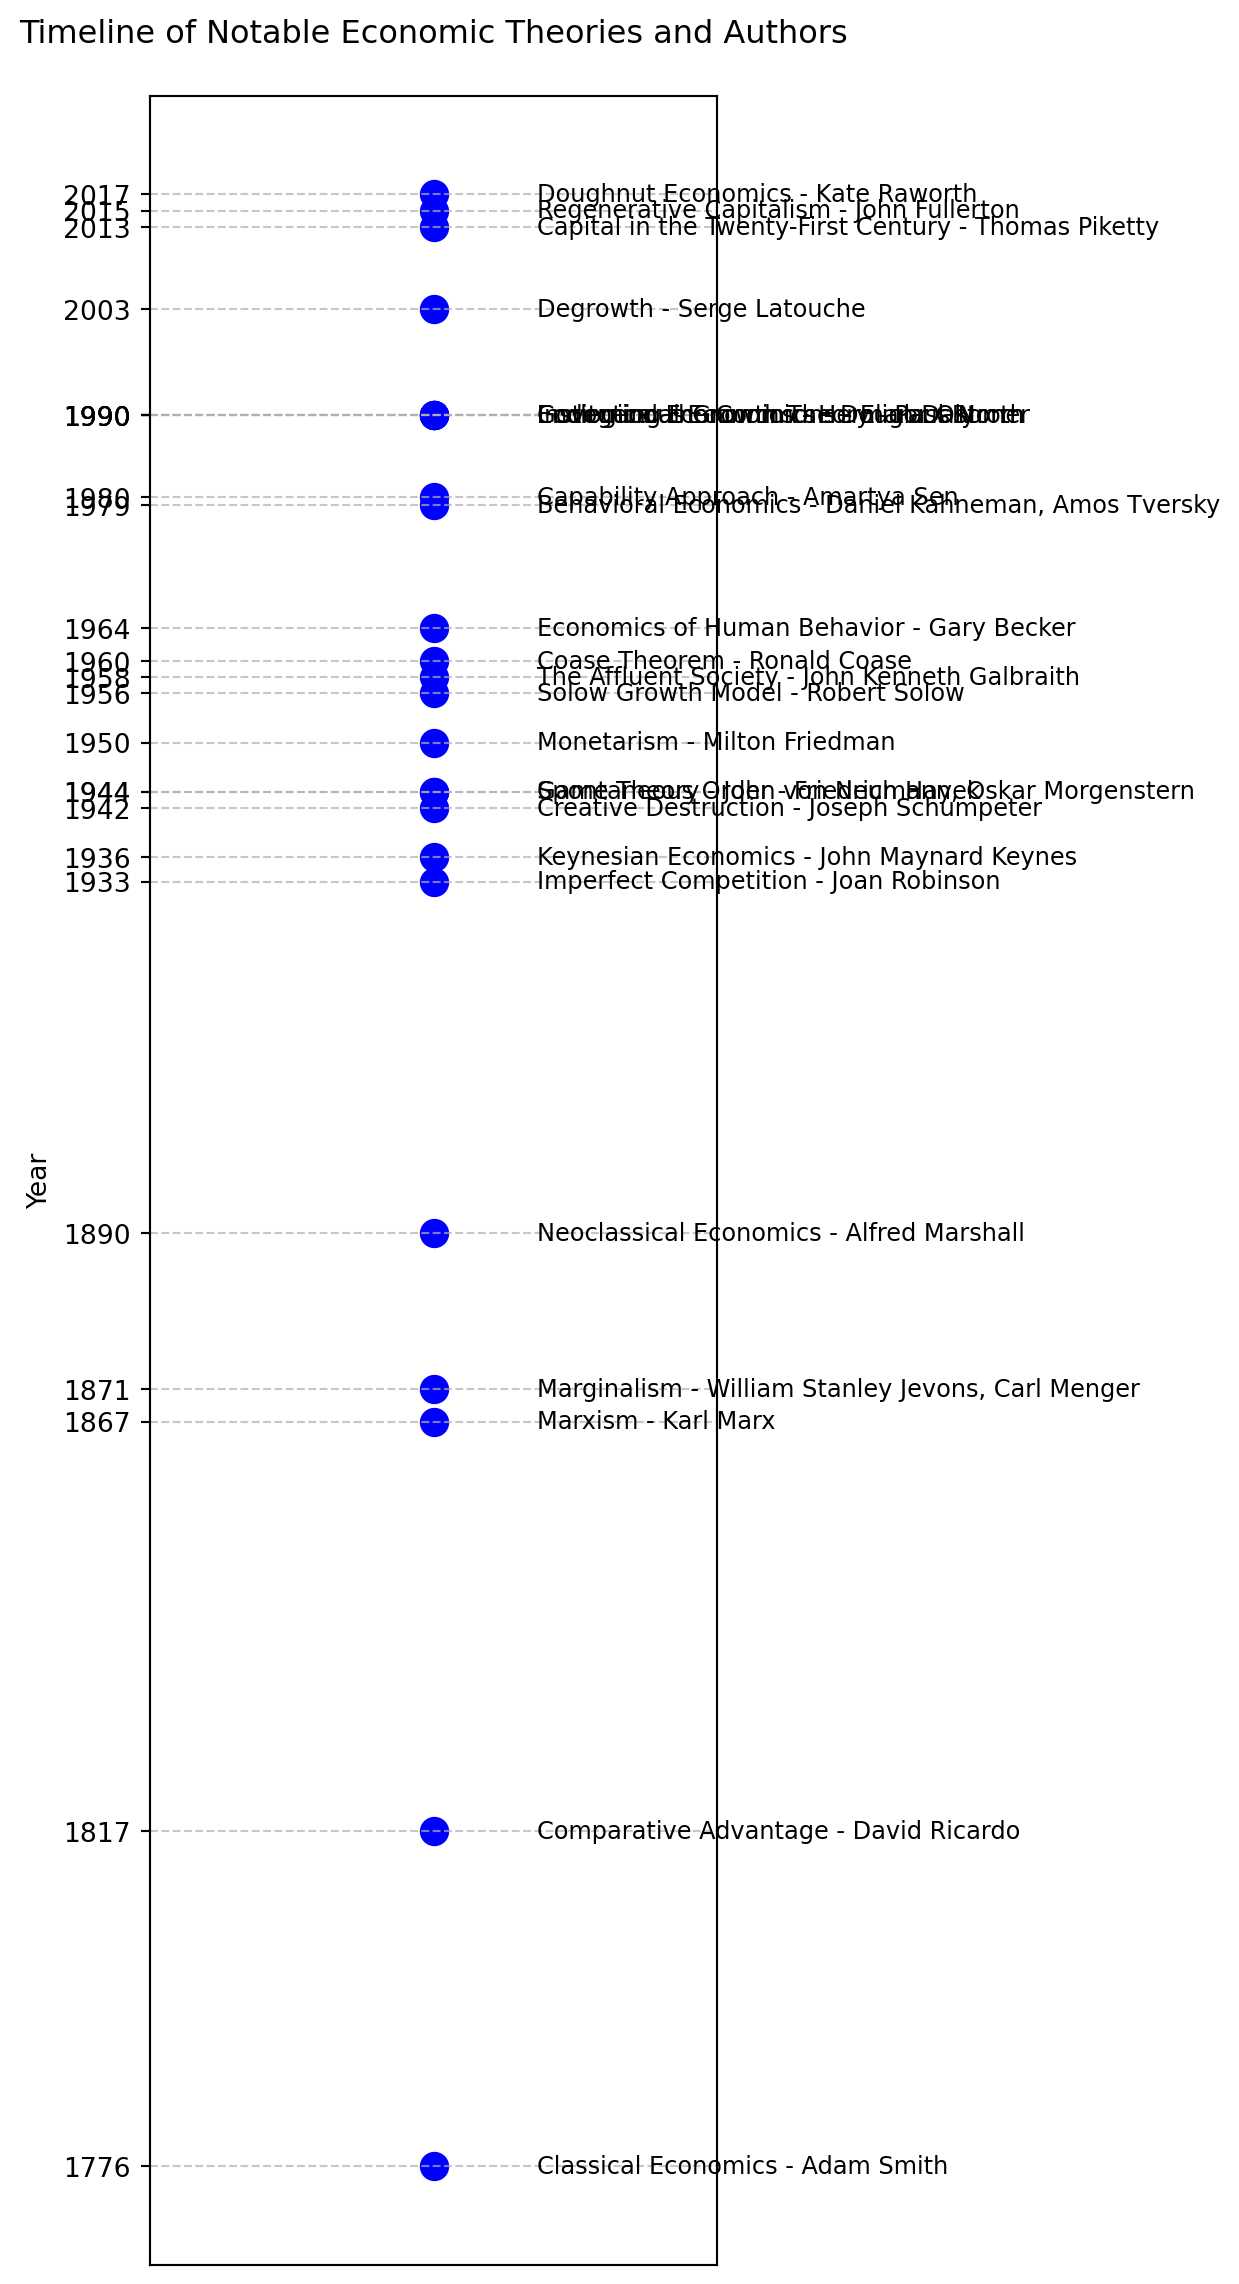 Timeline of Notable Economic Theories and Authors
2017 Doughnut Economics - Kate Raworth
2015 Regenerative Capitalism - John Fullerton
2013 Capital in the Twenty-First Century - Thomas Piketty
2003 Degrowth - Serge Latouche
1990
1980 Capability Approach - Amartya Sen
1979 Behavioral Economics - Daniel Kahneman, Amos Tversky
1964 Economics of Human Behavior - Gary Becker
1960 Coase Theorem - Ronald Coase
1958 The Affluent Society - John Kenneth Galbraith
1956 Solow Growth Model - Robert Solow
1950 Monetarism - Milton Friedman
1944 Game Theory - John von Neumann, Oskar Morgenstern
Spontaneous Order - Friedrich Hayek
1942 Creative Destruction - Joseph Schumpeter
1936 Keynesian Economics - John Maynard Keynes
1933 Imperfect Competition - Joan Robinson
Year
1890 Neoclassical Economics - Alfred Marshall
1871 Marginalism - William Stanley Jevons, Carl Menger
1867 Marxism - Karl Marx
1817 Comparative Advantage - David Ricardo
1776 Classical Economics - Adam Smith